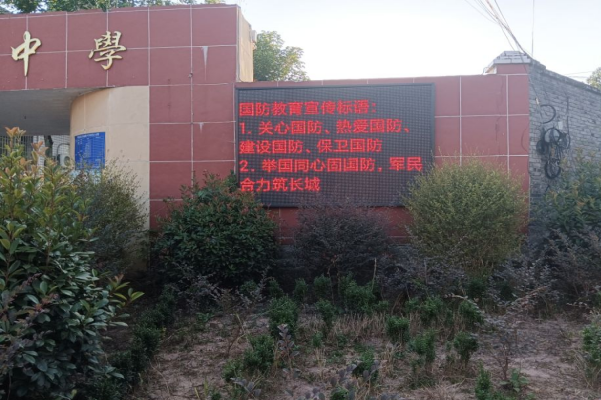 中學
国防教育宣传标语：
1. 关心国防、热爱国防、
建设国防、保卫国防
2. 举国同心固国防，军民
合力筑长城